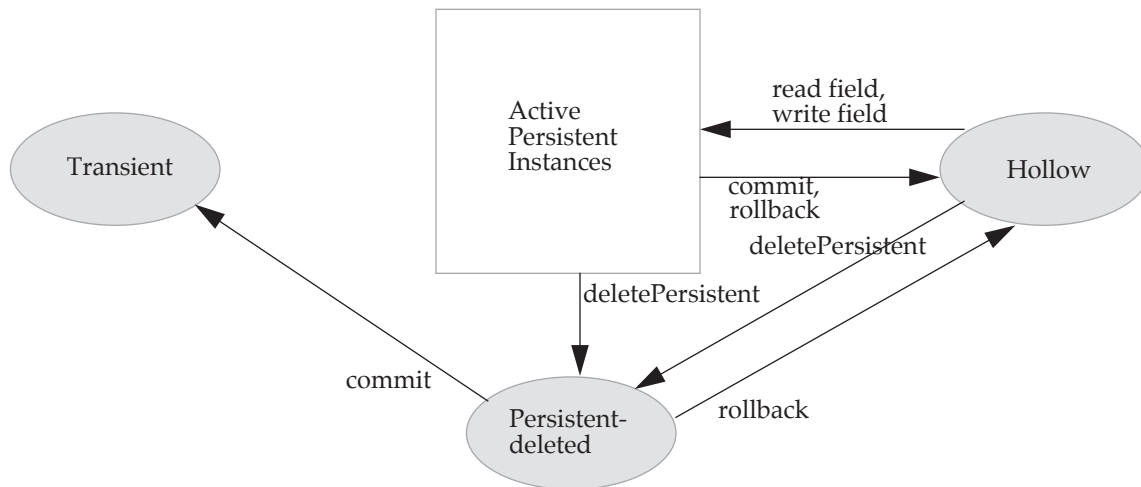 Active
Persistent
Instances
read field,
write field
Transient
Hollow
commit,
rollback
deletePersistent
deletePersistent
commit
Persistent-
deleted
rollback